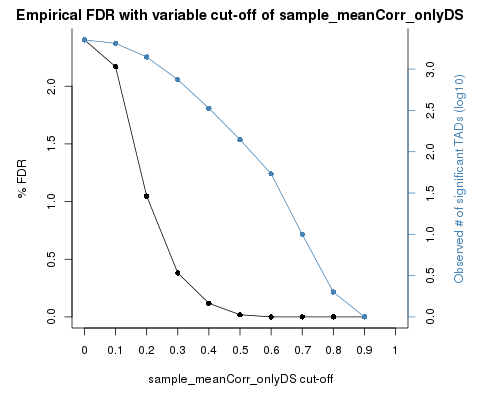 Empirical FDR with variable cut-off of sample_meanCorr_onlyDS
% FDR
2.0
1.5
1.0
0.5
0.0
3.0
2.5
2.0
1.5
1.0
0.5
0.0
Observed # of significant TADs (log10)
0 0.1 0.2 0.3 0.4 0.5 0.6 0.7 0.8 0.9 1
sample_meanCorr_onlyDS cut-off